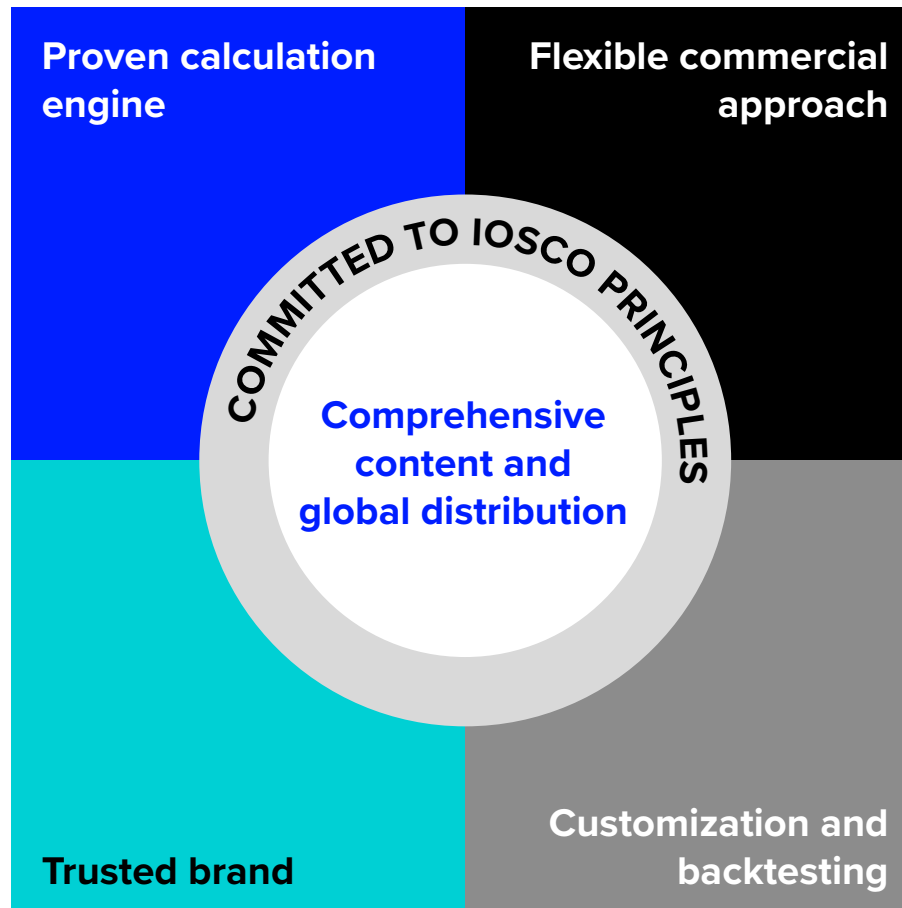 Proven calculation
engine
Flexible commercial
approach
COMMITTED TO IOSCO PRINCIPLES
Comprehensive
content and
global distribution
Trusted brand
Customization and
backtesting